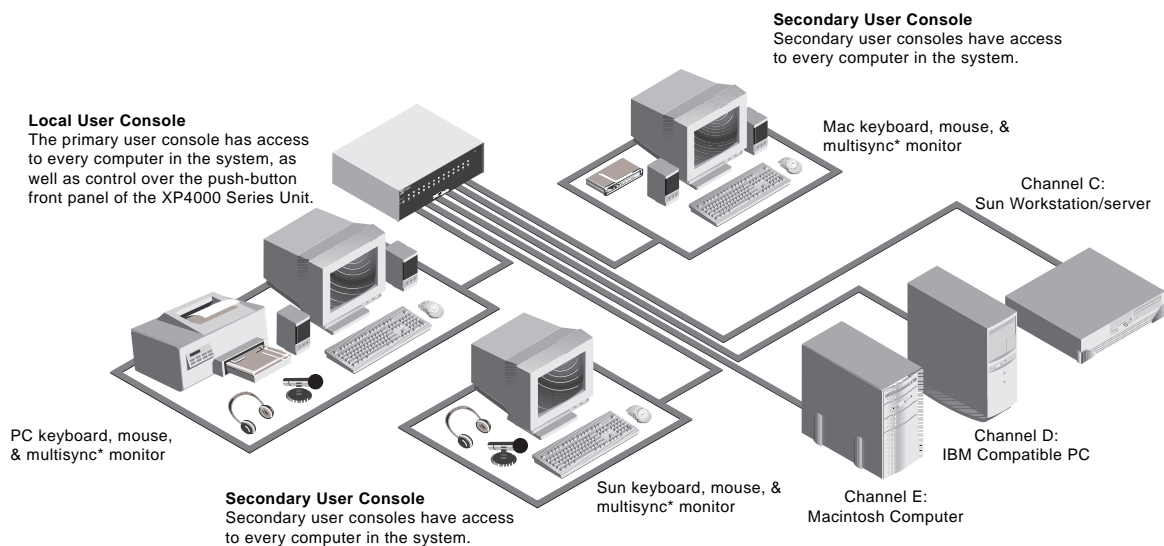 Secondary User Console
Secondary user consoles have access
to every computer in the system.
Local User Console
The primary user console has access
to every computer in the system, as
well as control over the push-button
front panel of the XP4000 Series Unit.
Mac keyboard, mouse, &
multisync* monitor
Channel C:
Sun Workstation/server
PC keyboard, mouse,
& multisync* monitor
Secondary User Console
Secondary user consoles have access
to every computer in the system.
Sun keyboard, mouse, &
multisync* monitor
Channel D:
IBM Compatible PC
Channel E:
Macintosh Computer